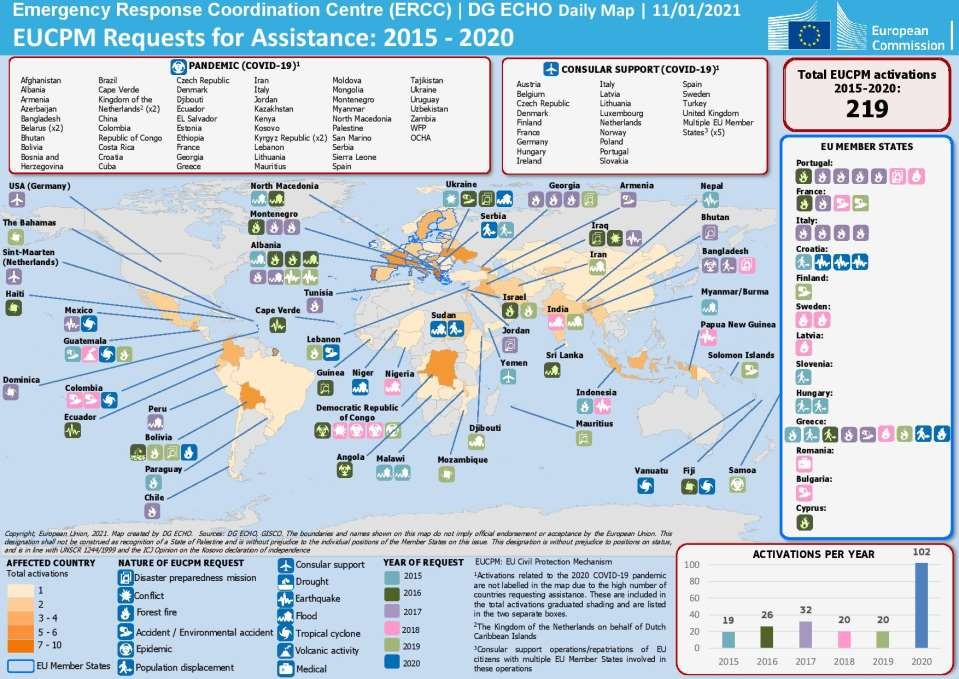 Emergency Response Coordination Centre (ERCC) | DG ECHO Daily Map | 11/01/2021
EUCPM Requests for Assistance: 2015 - 2020
European
Commission
PANDEMIC (COVID-19)¹
Afghanistan
Albania
Armenia
Azerbaijan
Bangladesh
Belarus (x2)
Bhutan
Bolivia
Bosnia and
Herzegovina
Brazil
Cape Verde
Kingdom of the
Netherlands² (x2)
China
Colombia
Republic of Congo
Costa Rica
Croatia
Cuba
Czech Republic
Denmark
Djibouti
Ecuador
EL Salvador
Estonia
Ethiopia
France
Georgia
Greece
Iran
Italy
Jordan
Kazakhstan
Kenya
Kosovo
Kyrgyz Republic (x2)
Lebanon
Lithuania
Mauritius
Moldova
Mongolia
Montenegro
Myanmar
North Macedonia
Palestine
San Marino
Serbia
Sierra Leone
Spain
Tajikistan
Ukraine
Uruguay
Uzbekistan
Zambia
WFP
OCHA
CONSULAR SUPPORT (COVID-19)¹
Austria
Belgium
Czech Republic
Denmark
Finland
France
Germany
Hungary
Ireland
Italy
Latvia
Lithuania
Luxembourg
Netherlands
Norway
Poland
Portugal
Slovakia
Spain
Sweden
Turkey
United Kingdom
Multiple EU Member
States³ (x5)
Total EUCPM activations
2015-2020:
219
EU MEMBER STATES
Portugal:
France:
Italy:
Croatia:
Finland:
Sweden:
Latvia:
Slovenia:
Hungary:
Greece:
Romania:
Bulgaria:
Cyprus:
USA (Germany)
The Bahamas
Sint-Maarten
(Netherlands)
Haiti
Mexico
Guatemala
Dominica
Colombia
Ecuador
Peru
Bolivia
Paraguay
Chile
North Macedonia
Montenegro
Albania
Tunisia
Cape Verde
Lebanon
Guinea
Niger
Nigeria
Democratic Republic
of Congo
Angola
Malawi
Mozambique
Djibouti
Sudan
Ukraine
Serbia
Georgia
Armenia
Iraq
Iran
Israel
Jordan
Yemen
India
Sri Lanka
Indonesia
Mauritius
Nepal
Bhutan
Bangladesh
Myanmar/Burma
Papua New Guinea
Solomon Islands
Vanuatu
Fiji
Samoa
Copyright, European Union, 2021. Map created by DG ECHO. Sources: DG ECHO, GISCO. The boundaries and names shown on this map do not imply official endorsement or acceptance by the European Union. This
designation shall not be construed as recognition of a State of Palestine and is without prejudice to the individual positions of the Member States on this issue. This designation is without prejudice to positions on status,
and is in line with UNSCR 1244/1999 and the ICJ Opinion on the Kosovo declaration of independence
AFFECTED COUNTRY
Total activations
1
2
3 - 4
5 - 6
7 - 10
EU Member States
NATURE OF EUCPM REQUEST
Disaster preparedness mission
Conflict
Forest fire
Accident / Environmental accident
Epidemic
Population displacement
Consular support
Drought
Earthquake
Flood
Tropical cyclone
Volcanic activity
Medical
YEAR OF REQUEST
2015
2016
2017
2018
2019
2020
EUCPM: EU Civil Protection Mechanism
¹Activations related to the 2020 COVID-19 pandemic
are not labelled in the map due to the high number of
countries requesting assistance. These are included in
the total activations graduated shading and are listed
in the two separate boxes.
²The Kingdom of the Netherlands on behalf of Dutch
Caribbean Islands
³Consular support operations/repatriations of EU
citizens with multiple EU Member States involved in
these operations
ACTIVATIONS PER YEAR
100
80
60
40
20
0
19
26
32
20
20
102
2015
2016
2017
2018
2019
2020